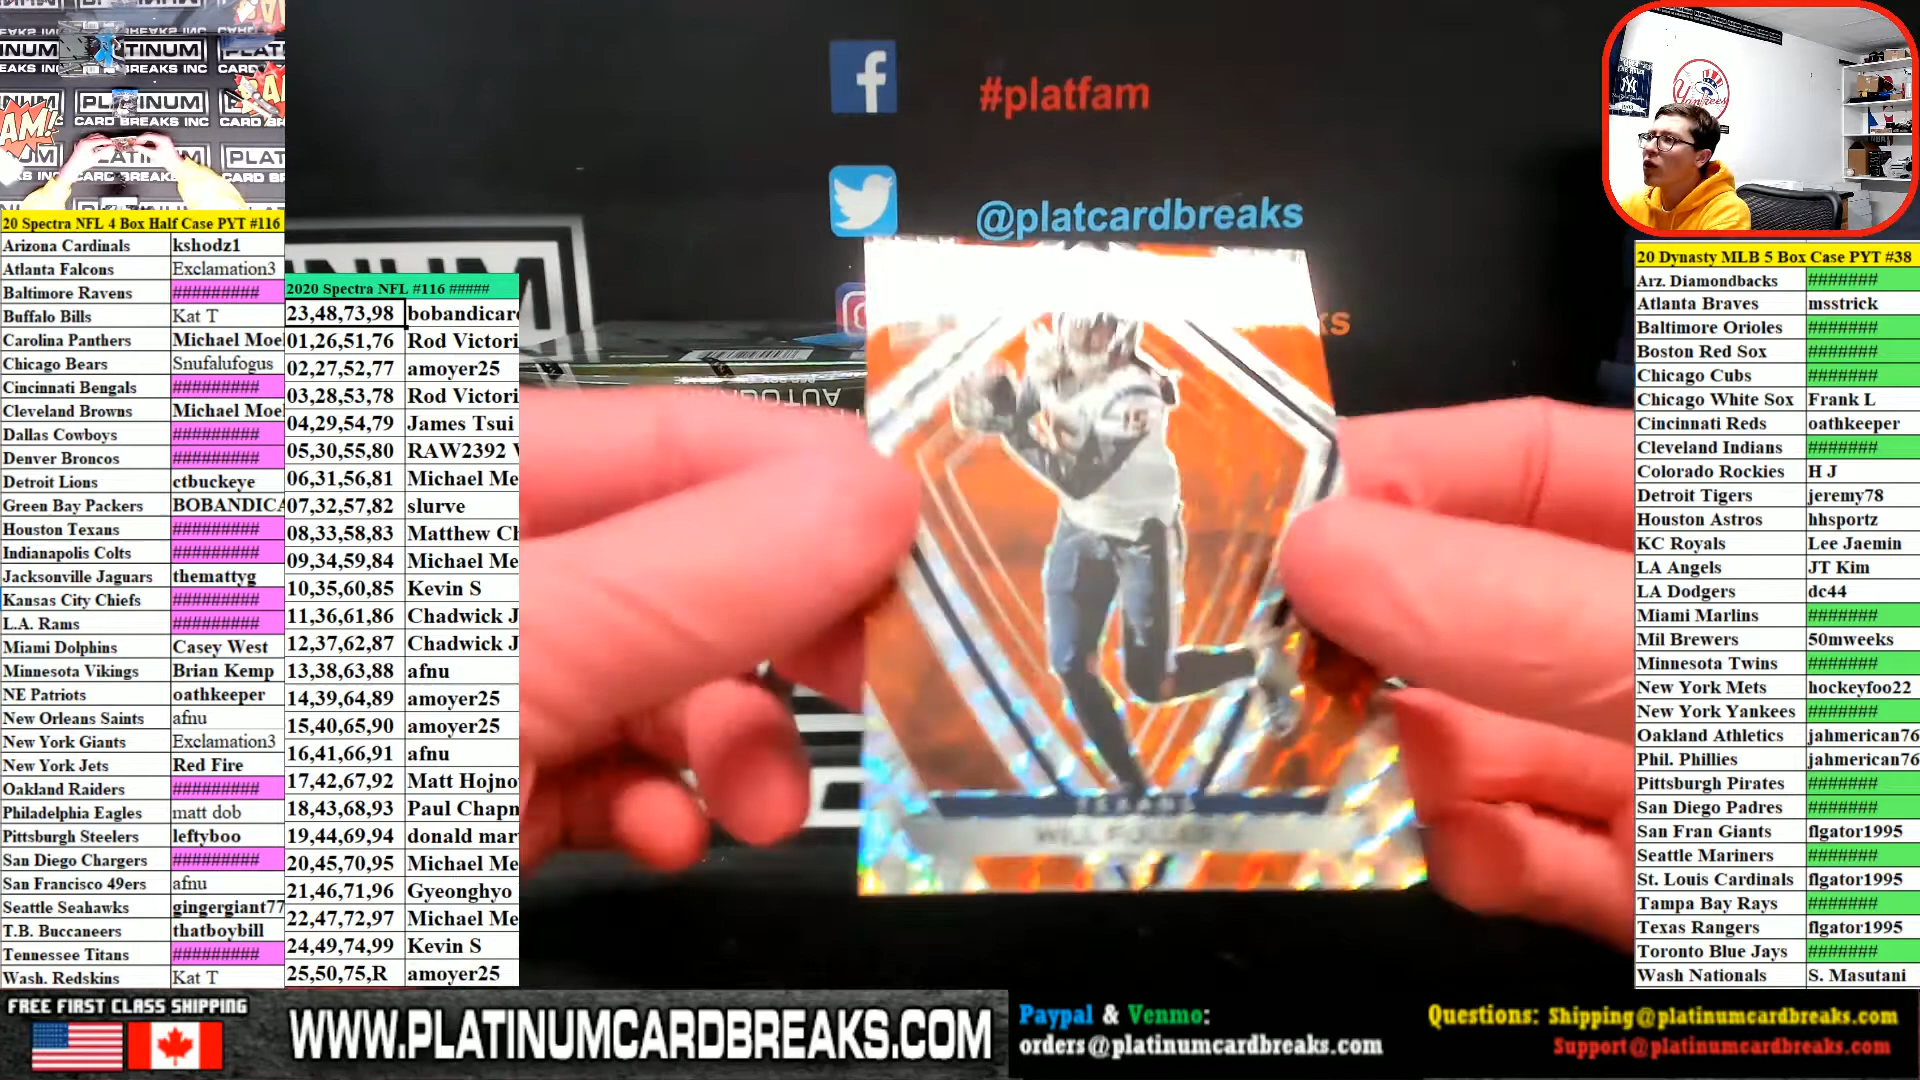 #platfam
@platcardbreaks
ks
AUTOGRAPH
PLATINUM
CARD BREAKS INC
20 Spectra NFL 4 Box Half Case PYT #116
Arizona Cardinals kshodz1
Atlanta Falcons Exclamation3
Baltimore Ravens #########
Buffalo Bills Kat T
Carolina Panthers Michael Moe
Chicago Bears Snufalufogus
Cincinnati Bengals #########
Cleveland Browns Michael Moe
Dallas Cowboys #########
Denver Broncos #########
Detroit Lions ctbuckeye
Green Bay Packers BOBANDICA
Houston Texans #########
Indianapolis Colts #########
Jacksonville Jaguars themattyg
Kansas City Chiefs #########
L.A. Rams #########
Miami Dolphins Casey West
Minnesota Vikings Brian Kemp
NE Patriots oathkeeper
New Orleans Saints afnu
New York Giants Exclamation3
New York Jets Red Fire
Oakland Raiders #########
Philadelphia Eagles matt dob
Pittsburgh Steelers leftyboo
San Diego Chargers #########
San Francisco 49ers afnu
Seattle Seahawks gingergiant77
T.B. Buccaneers thatboybill
Tennessee Titans #########
Wash. Redskins Kat T
2020 Spectra NFL #116 #####
23,48,73,98 bobandicar
01,26,51,76 Rod Victori
02,27,52,77 amoyer25
03,28,53,78 Rod Victori
04,29,54,79 James Tsui
05,30,55,80 RAW2392 V
06,31,56,81 Michael Me
07,32,57,82 slurve
08,33,58,83 Matthew Ch
09,34,59,84 Michael Me
10,35,60,85 Kevin S
11,36,61,86 Chadwick J
12,37,62,87 Chadwick J
13,38,63,88 afnu
14,39,64,89 amoyer25
15,40,65,90 amoyer25
16,41,66,91 afnu
17,42,67,92 Matt Hojno
18,43,68,93 Paul Chapn
19,44,69,94 donald mar
20,45,70,95 Michael Me
21,46,71,96 Gyeonghyo
22,47,72,97 Michael Me
24,49,74,99 Kevin S
25,50,75,R amoyer25
TEXANS
WILL FULLER V
Yankees
20 Dynasty MLB 5 Box Case PYT #38
Arz. Diamondbacks #######
Atlanta Braves msstrick
Baltimore Orioles #######
Boston Red Sox #######
Chicago Cubs #######
Chicago White Sox Frank L
Cincinnati Reds oathkeeper
Cleveland Indians #######
Colorado Rockies H J
Detroit Tigers jeremy78
Houston Astros hhsportz
KC Royals Lee Jaemin
LA Angels JT Kim
LA Dodgers dc44
Miami Marlins #######
Mil Brewers 50mweeks
Minnesota Twins #######
New York Mets hockeyfoo22
New York Yankees #######
Oakland Athletics jahmerican76
Phil. Phillies jahmerican76
Pittsburgh Pirates #######
San Diego Padres #######
San Fran Giants flgator1995
Seattle Mariners #######
St. Louis Cardinals flgator1995
Tampa Bay Rays #######
Texas Rangers flgator1995
Toronto Blue Jays #######
Wash Nationals S. Masutani
FREE FIRST CLASS SHIPPING
WWW.PLATINUMCARDBREAKS.COM
Paypal & Venmo:
orders@platinumcardbreaks.com
Questions: Shipping@platinumcardbreaks.com
Support@platinumcardbreaks.com